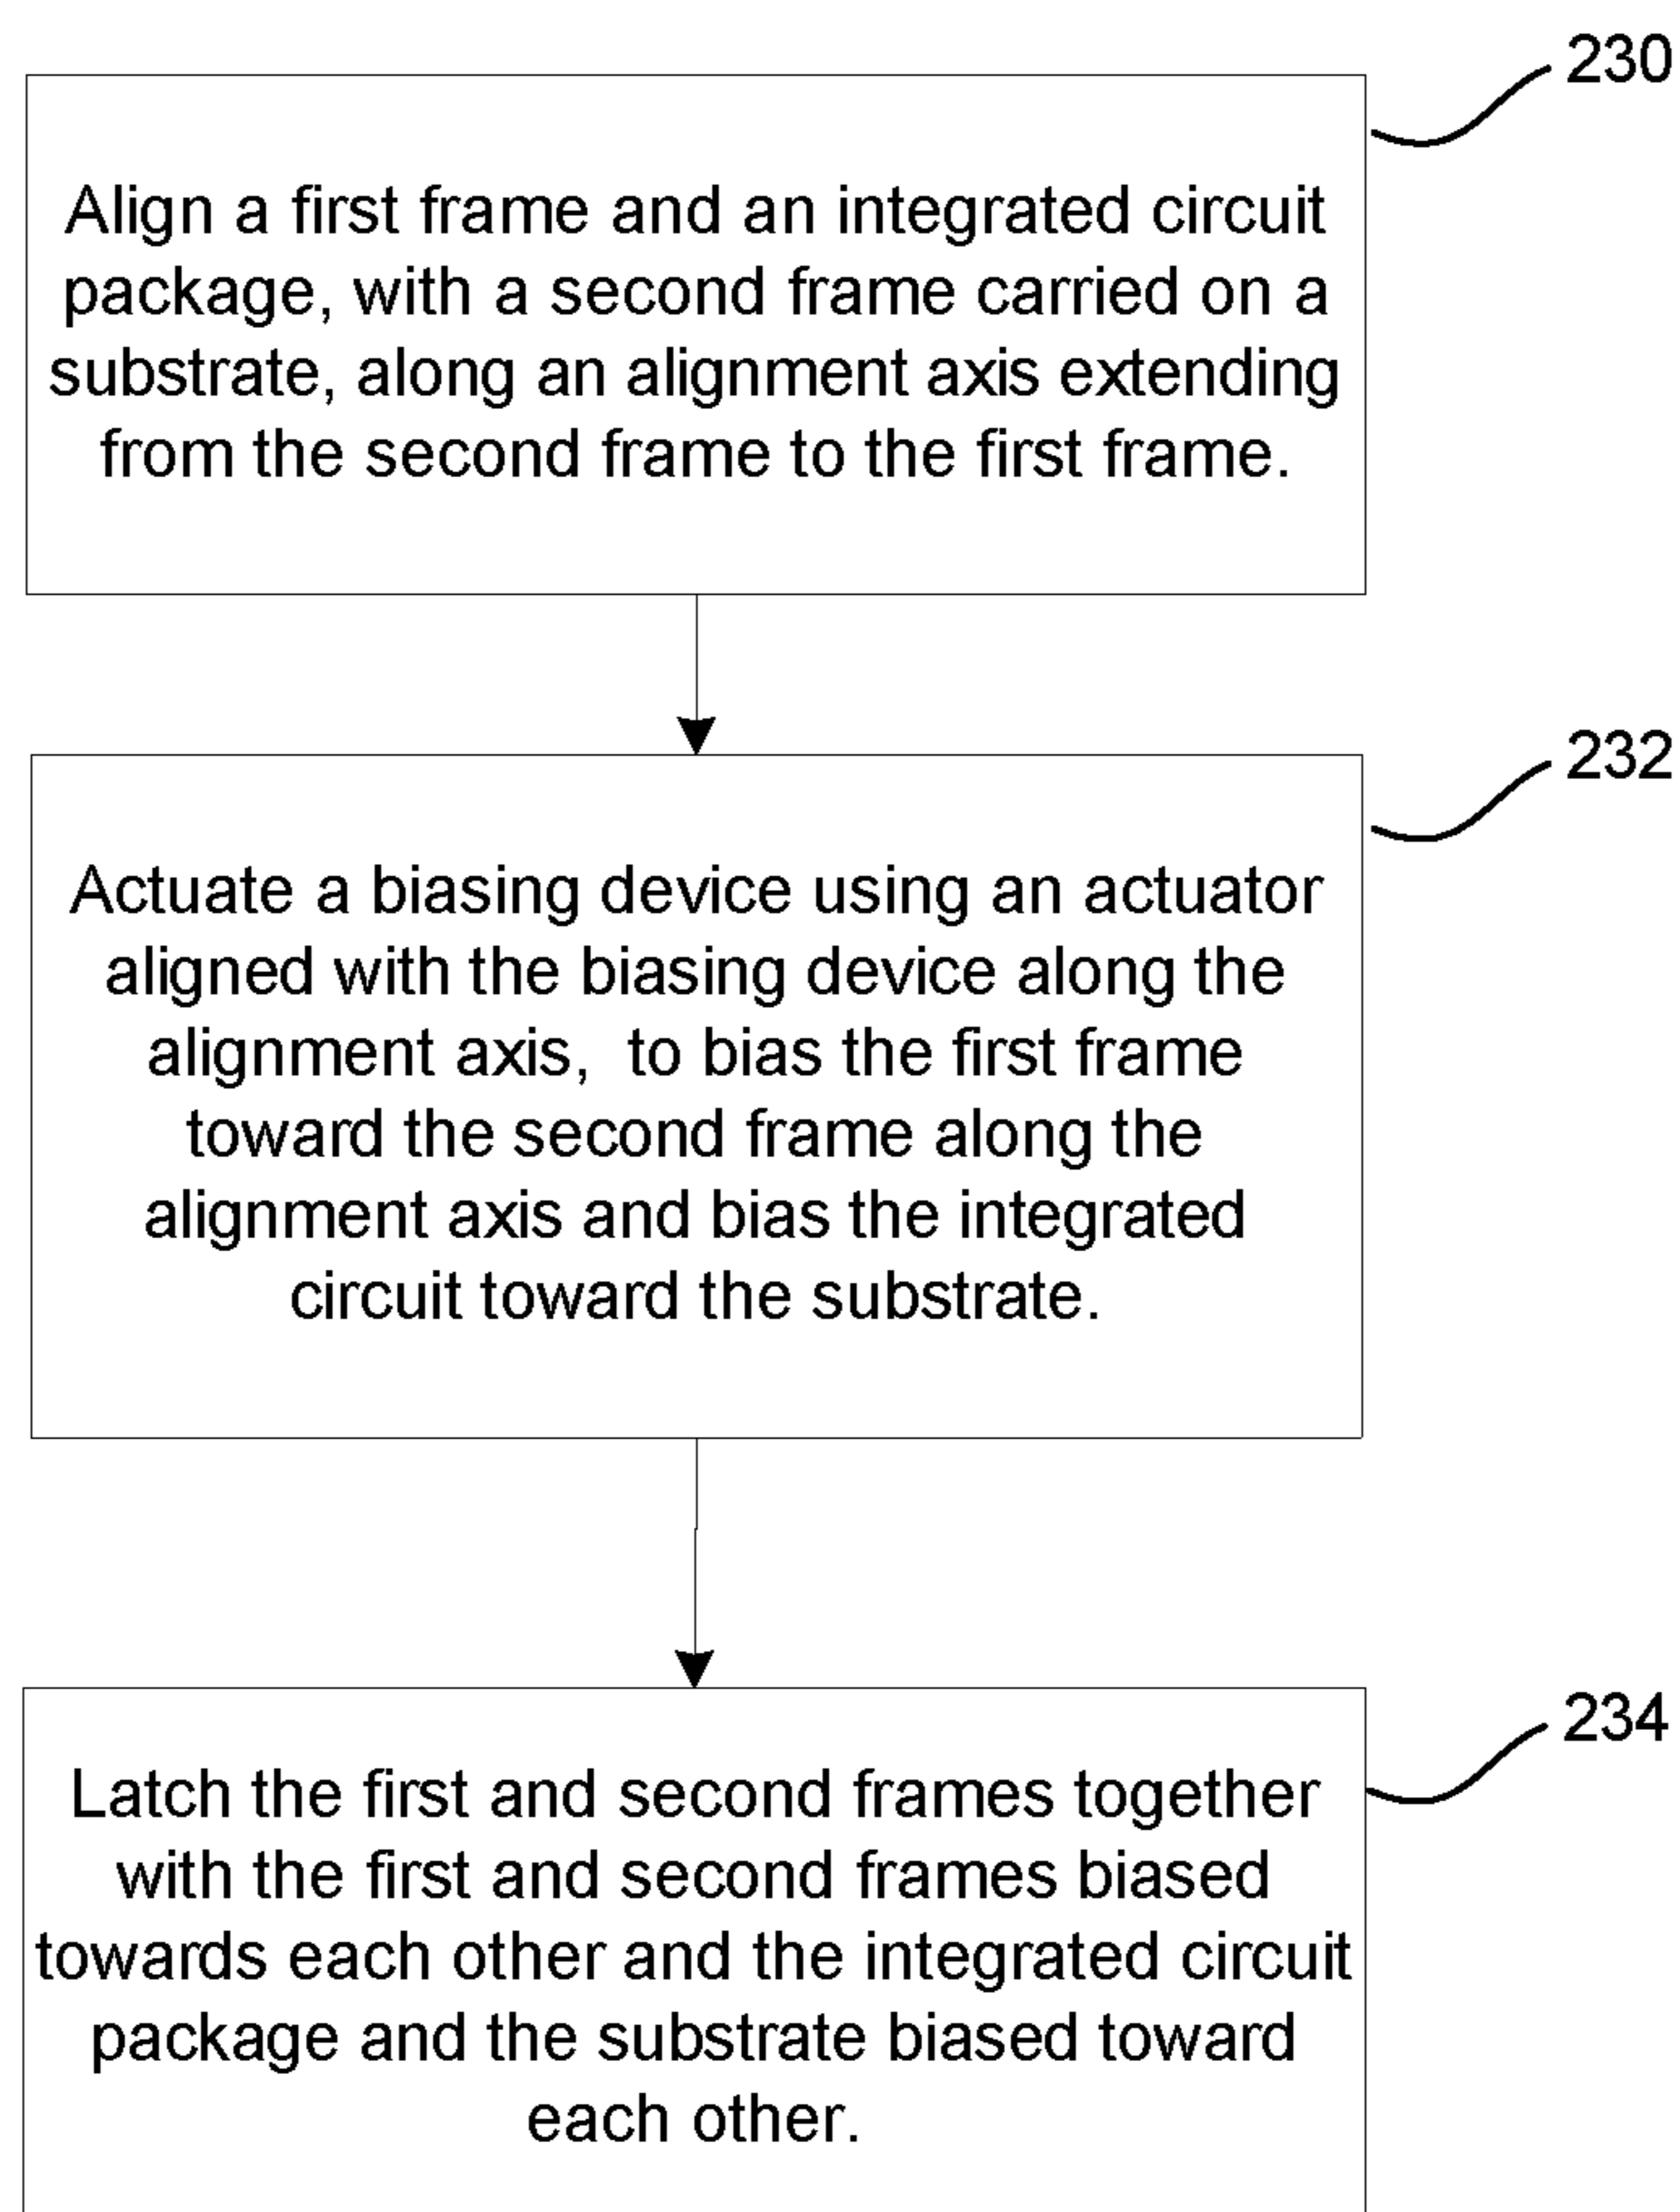 230
Align a first frame and an integrated circuit
package, with a second frame carried on a
substrate, along an alignment axis extending
from the second frame to the first frame.
232
Actuate a biasing device using an actuator
aligned with the biasing device along the
alignment axis,  to bias the first frame
toward the second frame along the
alignment axis and bias the integrated
circuit toward the substrate.
234
Latch the first and second frames together
with the first and second frames biased
towards each other and the integrated circuit
package and the substrate biased toward
each other.